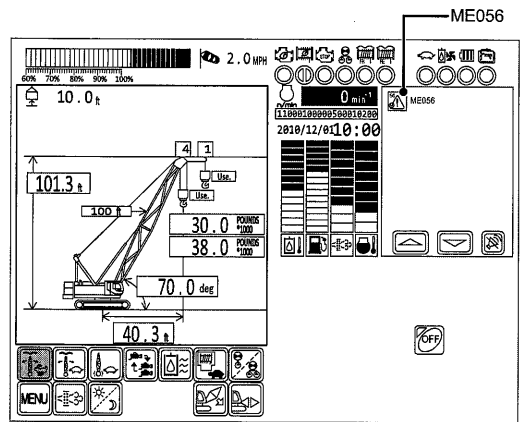 ME056
2.0 MPH
60% 70% 80% 90% 100%
10.0 ft
n/min
0 min⁻¹
11000100000500010200
2010/12/01 10:00
ME056
4 1
Use.
Use.
101.3 ft
100 ft
30.0 POUNDS *1000
38.0 POUNDS *1000
70.0 deg
40.3 ft
OFF
MENU